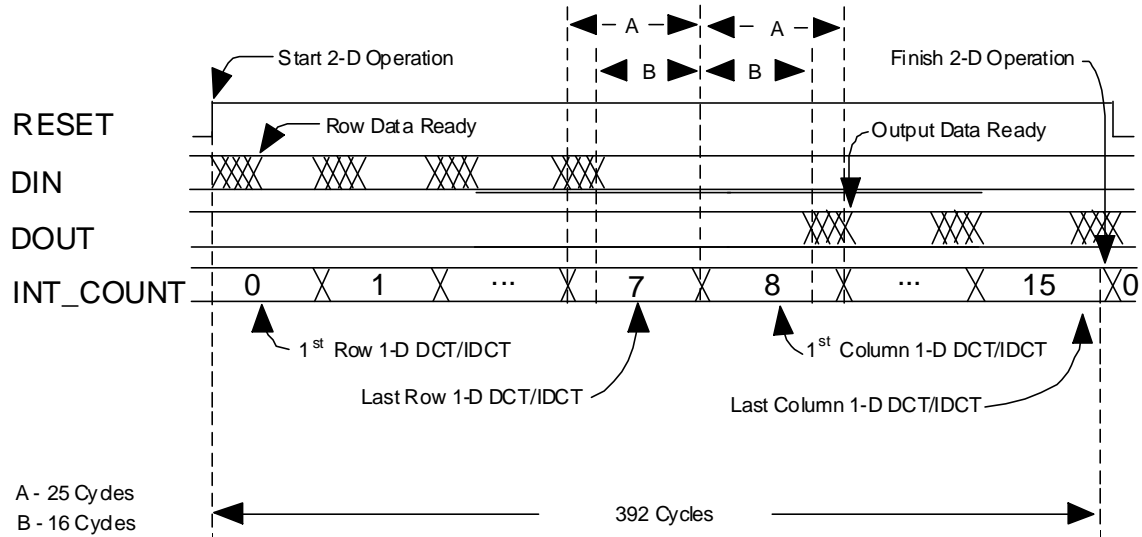 A
A
Start 2-D Operation
B
B
Finish 2-D Operation
RESET
Row Data Ready
Output Data Ready
DIN
DOUT
INT_COUNT
0
1
...
7
8
...
15
0
1st Row 1-D DCT/IDCT
1st Column 1-D DCT/IDCT
Last Row 1-D DCT/IDCT
Last Column 1-D DCT/IDCT
A - 25 Cycles
B - 16 Cycles
392 Cycles